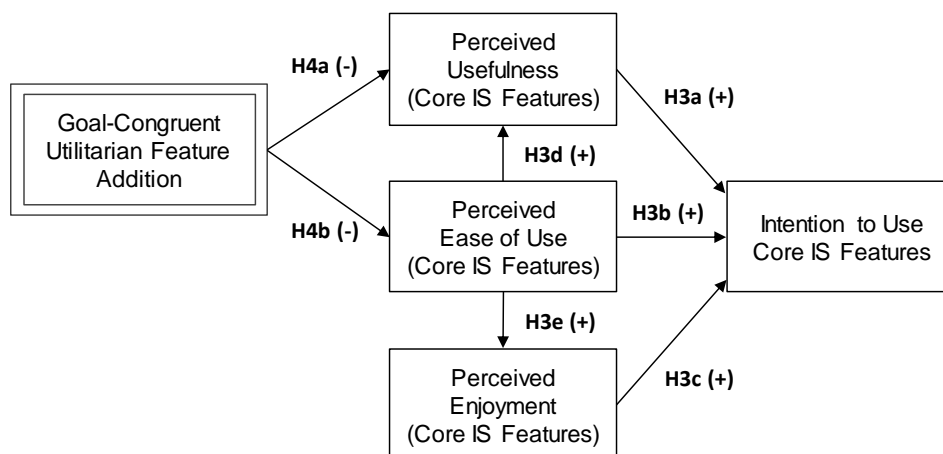 Goal-Congruent
Utilitarian Feature
Addition
H4a (-)
H4b (-)
Perceived
Usefulness
(Core IS Features)
H3d (+)
Perceived
Ease of Use
(Core IS Features)
H3e (+)
Perceived
Enjoyment
(Core IS Features)
H3a (+)
H3b (+)
H3c (+)
Intention to Use
Core IS Features